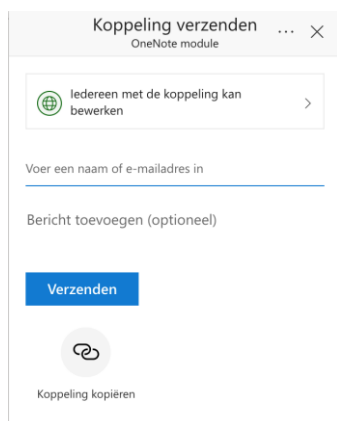 Koppeling verzenden
OneNote module
Iedereen met de koppeling kan
bewerken
Voer een naam of e-mailadres in
Bericht toevoegen (optioneel)
Verzenden
Koppeling kopiëren